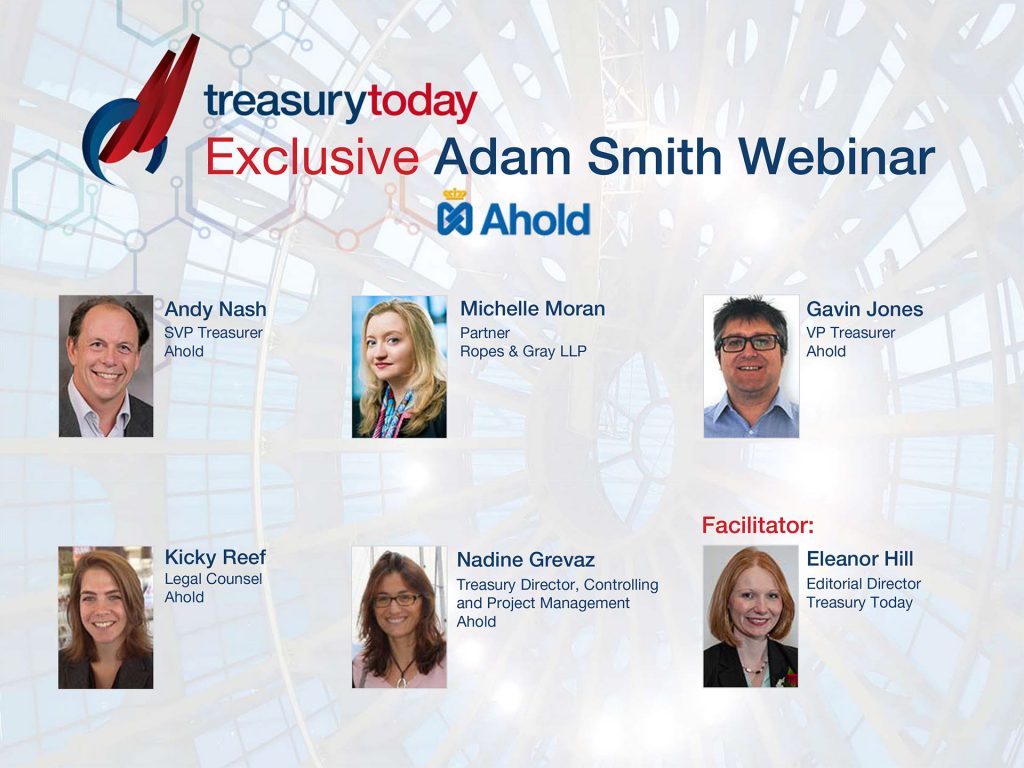 treasurytoday
Exclusive Adam Smith Webinar
Ahold
Andy Nash
SVP Treasurer
Ahold
Michelle Moran
Partner
Ropes & Gray LLP
Gavin Jones
VP Treasurer
Ahold
Kicky Reef
Legal Counsel
Ahold
Nadine Grevaz
Treasury Director, Controlling
and Project Management
Ahold
Facilitator:
Eleanor Hill
Editorial Director
Treasury Today